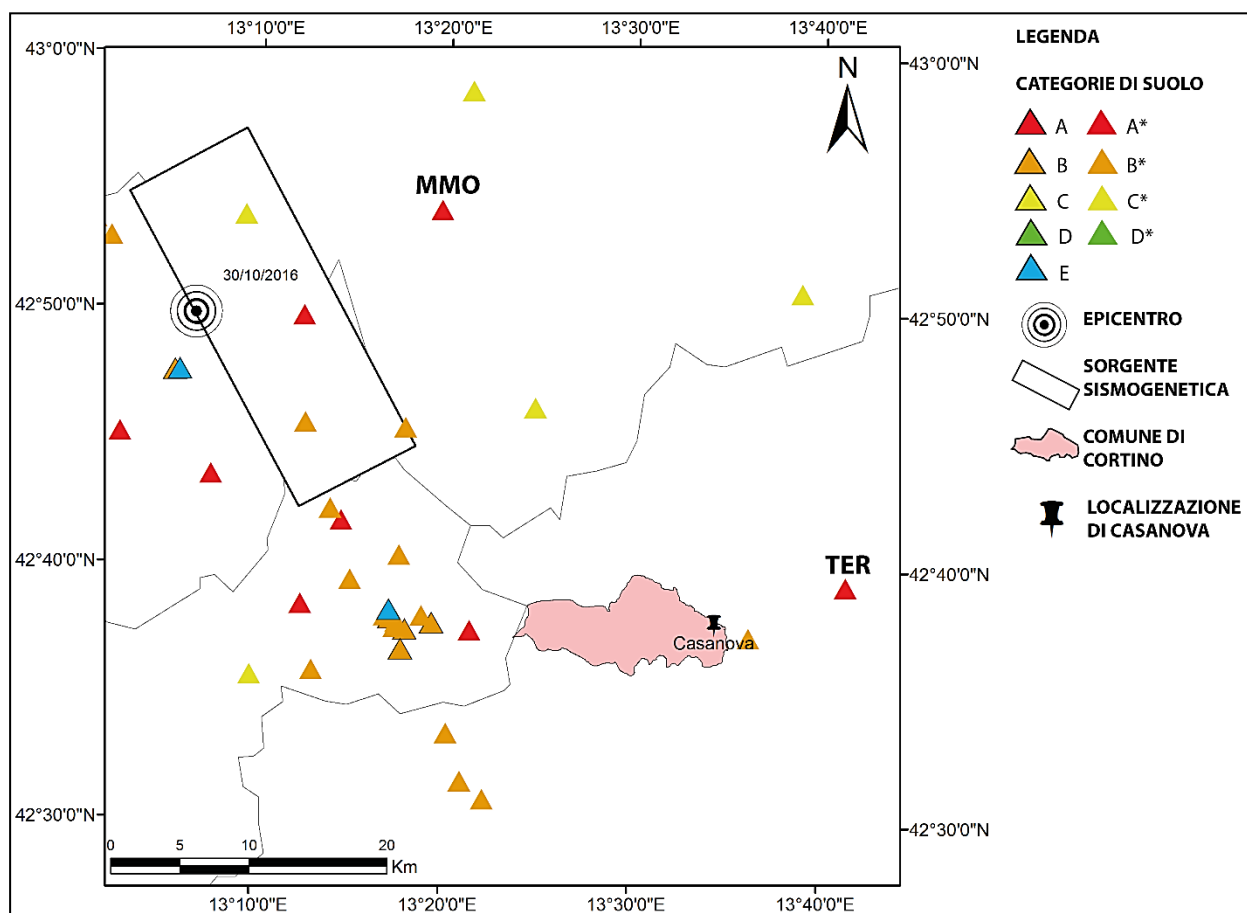 13°10'0"E 13°20'0"E 13°30'0"E 13°40'0"E
43°0'0"N
43°0'0"N
42°50'0"N
42°50'0"N
42°40'0"N
42°40'0"N
42°30'0"N
42°30'0"N
N
MMO
30/10/2016
TER
Casanova
0 5 10 20
Km
13°10'0"E 13°20'0"E 13°30'0"E 13°40'0"E
LEGENDA
CATEGORIE DI SUOLO
A A*
B B*
C C*
D D*
E
EPICENTRO
SORGENTE
SISMOGENETICA
COMUNE DI
CORTINO
LOCALIZZAZIONE
DI CASANOVA